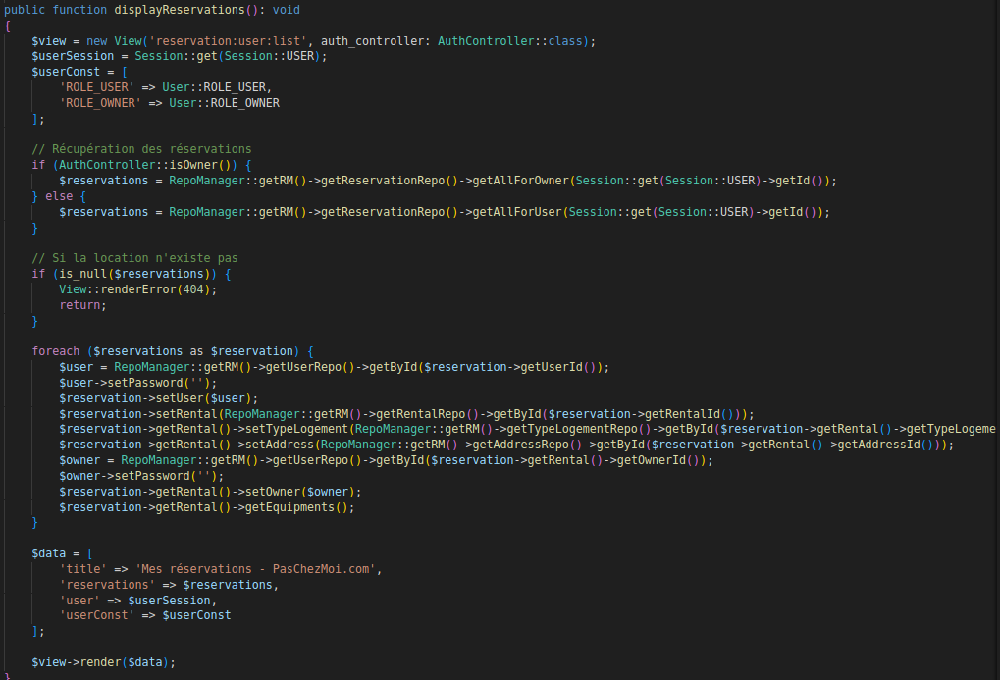 public function displayReservations(): void
{
    $view = new View('reservation:user:list', auth_controller: AuthController::class);
    $userSession = Session::get(Session::USER);
    $userConst = [
        'ROLE_USER' => User::ROLE_USER,
        'ROLE_OWNER' => User::ROLE_OWNER
    ];

    // Récupération des réservations
    if (AuthController::isOwner()) {
        $reservations = RepoManager::getRM()->getReservationRepo()->getAllForOwner(Session::get(Session::USER)->getId());
    } else {
        $reservations = RepoManager::getRM()->getReservationRepo()->getAllForUser(Session::get(Session::USER)->getId());
    }

    // Si la location n'existe pas
    if (is_null($reservations)) {
        View::renderError(404);
        return;
    }

    foreach ($reservations as $reservation) {
        $user = RepoManager::getRM()->getUserRepo()->getById($reservation->getUserId());
        $user->setPassword('');
        $reservation->setUser($user);
        $reservation->setRental(RepoManager::getRM()->getRentalRepo()->getById($reservation->getRentalId()));
        $reservation->getRental()->setTypeLogement(RepoManager::getRM()->getTypeLogementRepo()->getById($reservation->getRental()->getTypeLogeme
        $reservation->getRental()->setAddress(RepoManager::getRM()->getAddressRepo()->getById($reservation->getRental()->getAddressId()));
        $owner = RepoManager::getRM()->getUserRepo()->getById($reservation->getRental()->getOwnerId());
        $owner->setPassword('');
        $reservation->getRental()->setOwner($owner);
        $reservation->getRental()->getEquipments();
    }

    $data = [
        'title' => 'Mes réservations - PasChezMoi.com',
        'reservations' => $reservations,
        'user' => $userSession,
        'userConst' => $userConst
    ];

    $view->render($data);
}